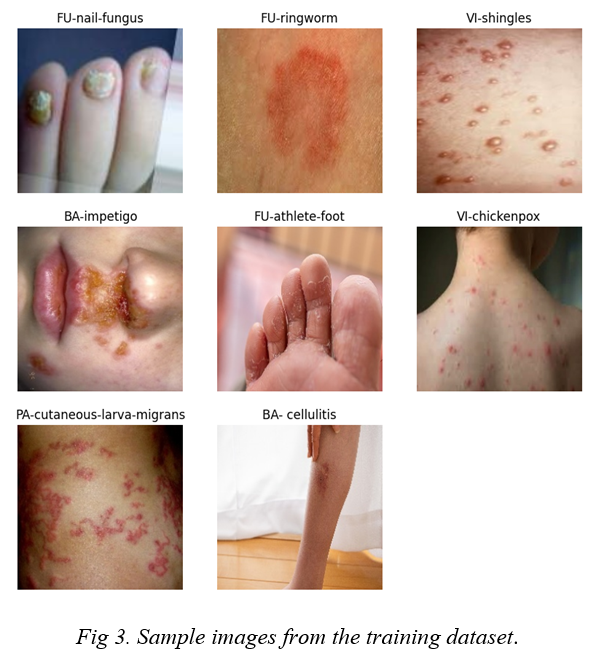 FU-nail-fungus
FU-ringworm
VI-shingles
BA-impetigo
FU-athlete-foot
VI-chickenpox
PA-cutaneous-larva-migrans
BA- cellulitis
Fig 3. Sample images from the training dataset.